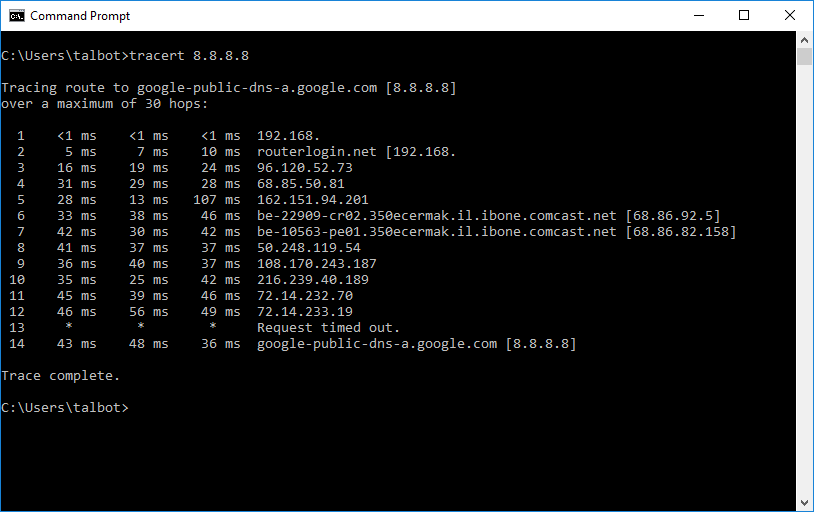 Command Prompt
C:\Users\talbot>tracert 8.8.8.8
Tracing route to google-public-dns-a.google.com [8.8.8.8]
over a maximum of 30 hops:
1 <1 ms <1 ms <1 ms 192.168.
2 5 ms 7 ms 10 ms routerlogin.net [192.168.
3 16 ms 19 ms 24 ms 96.120.52.73
4 31 ms 29 ms 28 ms 68.85.50.81
5 28 ms 13 ms 107 ms 162.151.94.201
6 33 ms 38 ms 46 ms be-22909-cr02.350ecermak.il.ibone.comcast.net [68.86.92.5]
7 42 ms 30 ms 42 ms be-10563-pe01.350ecermak.il.ibone.comcast.net [68.86.82.158]
8 41 ms 37 ms 37 ms 50.248.119.54
9 36 ms 40 ms 37 ms 108.170.243.187
10 35 ms 25 ms 42 ms 216.239.40.189
11 45 ms 39 ms 46 ms 72.14.232.70
12 46 ms 56 ms 49 ms 72.14.233.19
13 * * * Request timed out.
14 43 ms 48 ms 36 ms google-public-dns-a.google.com [8.8.8.8]
Trace complete.
C:\Users\talbot>